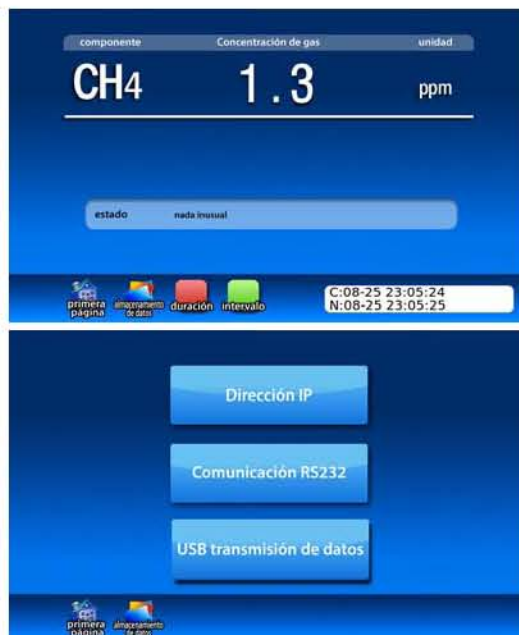 componente Concentración de gas unidad
CH4 1.3 ppm
estado nada inusual
primera página almacenamiento de datos duración intervalo
C:08-25 23:05:24
N:08-25 23:05:25
Dirección IP
Comunicación RS232
USB transmisión de datos
primera página almacenamiento de datos